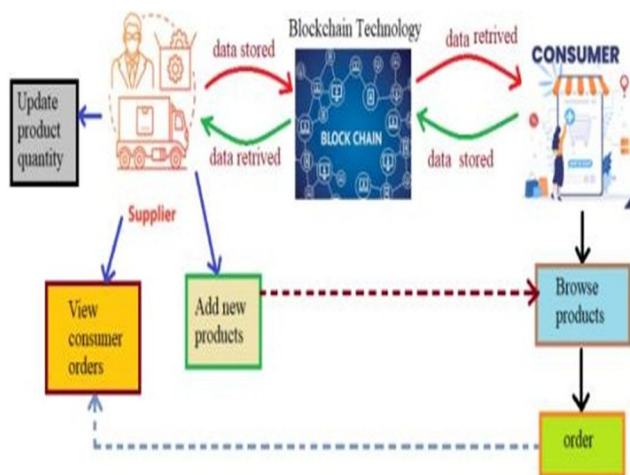 Blockchain Technology
data stored
data retrived
CONSUMER
Update
product
quantity
BLOCK CHAIN
data retrived
data stored
Supplier
View
consumer
orders
Add new
products
Browse
products
order